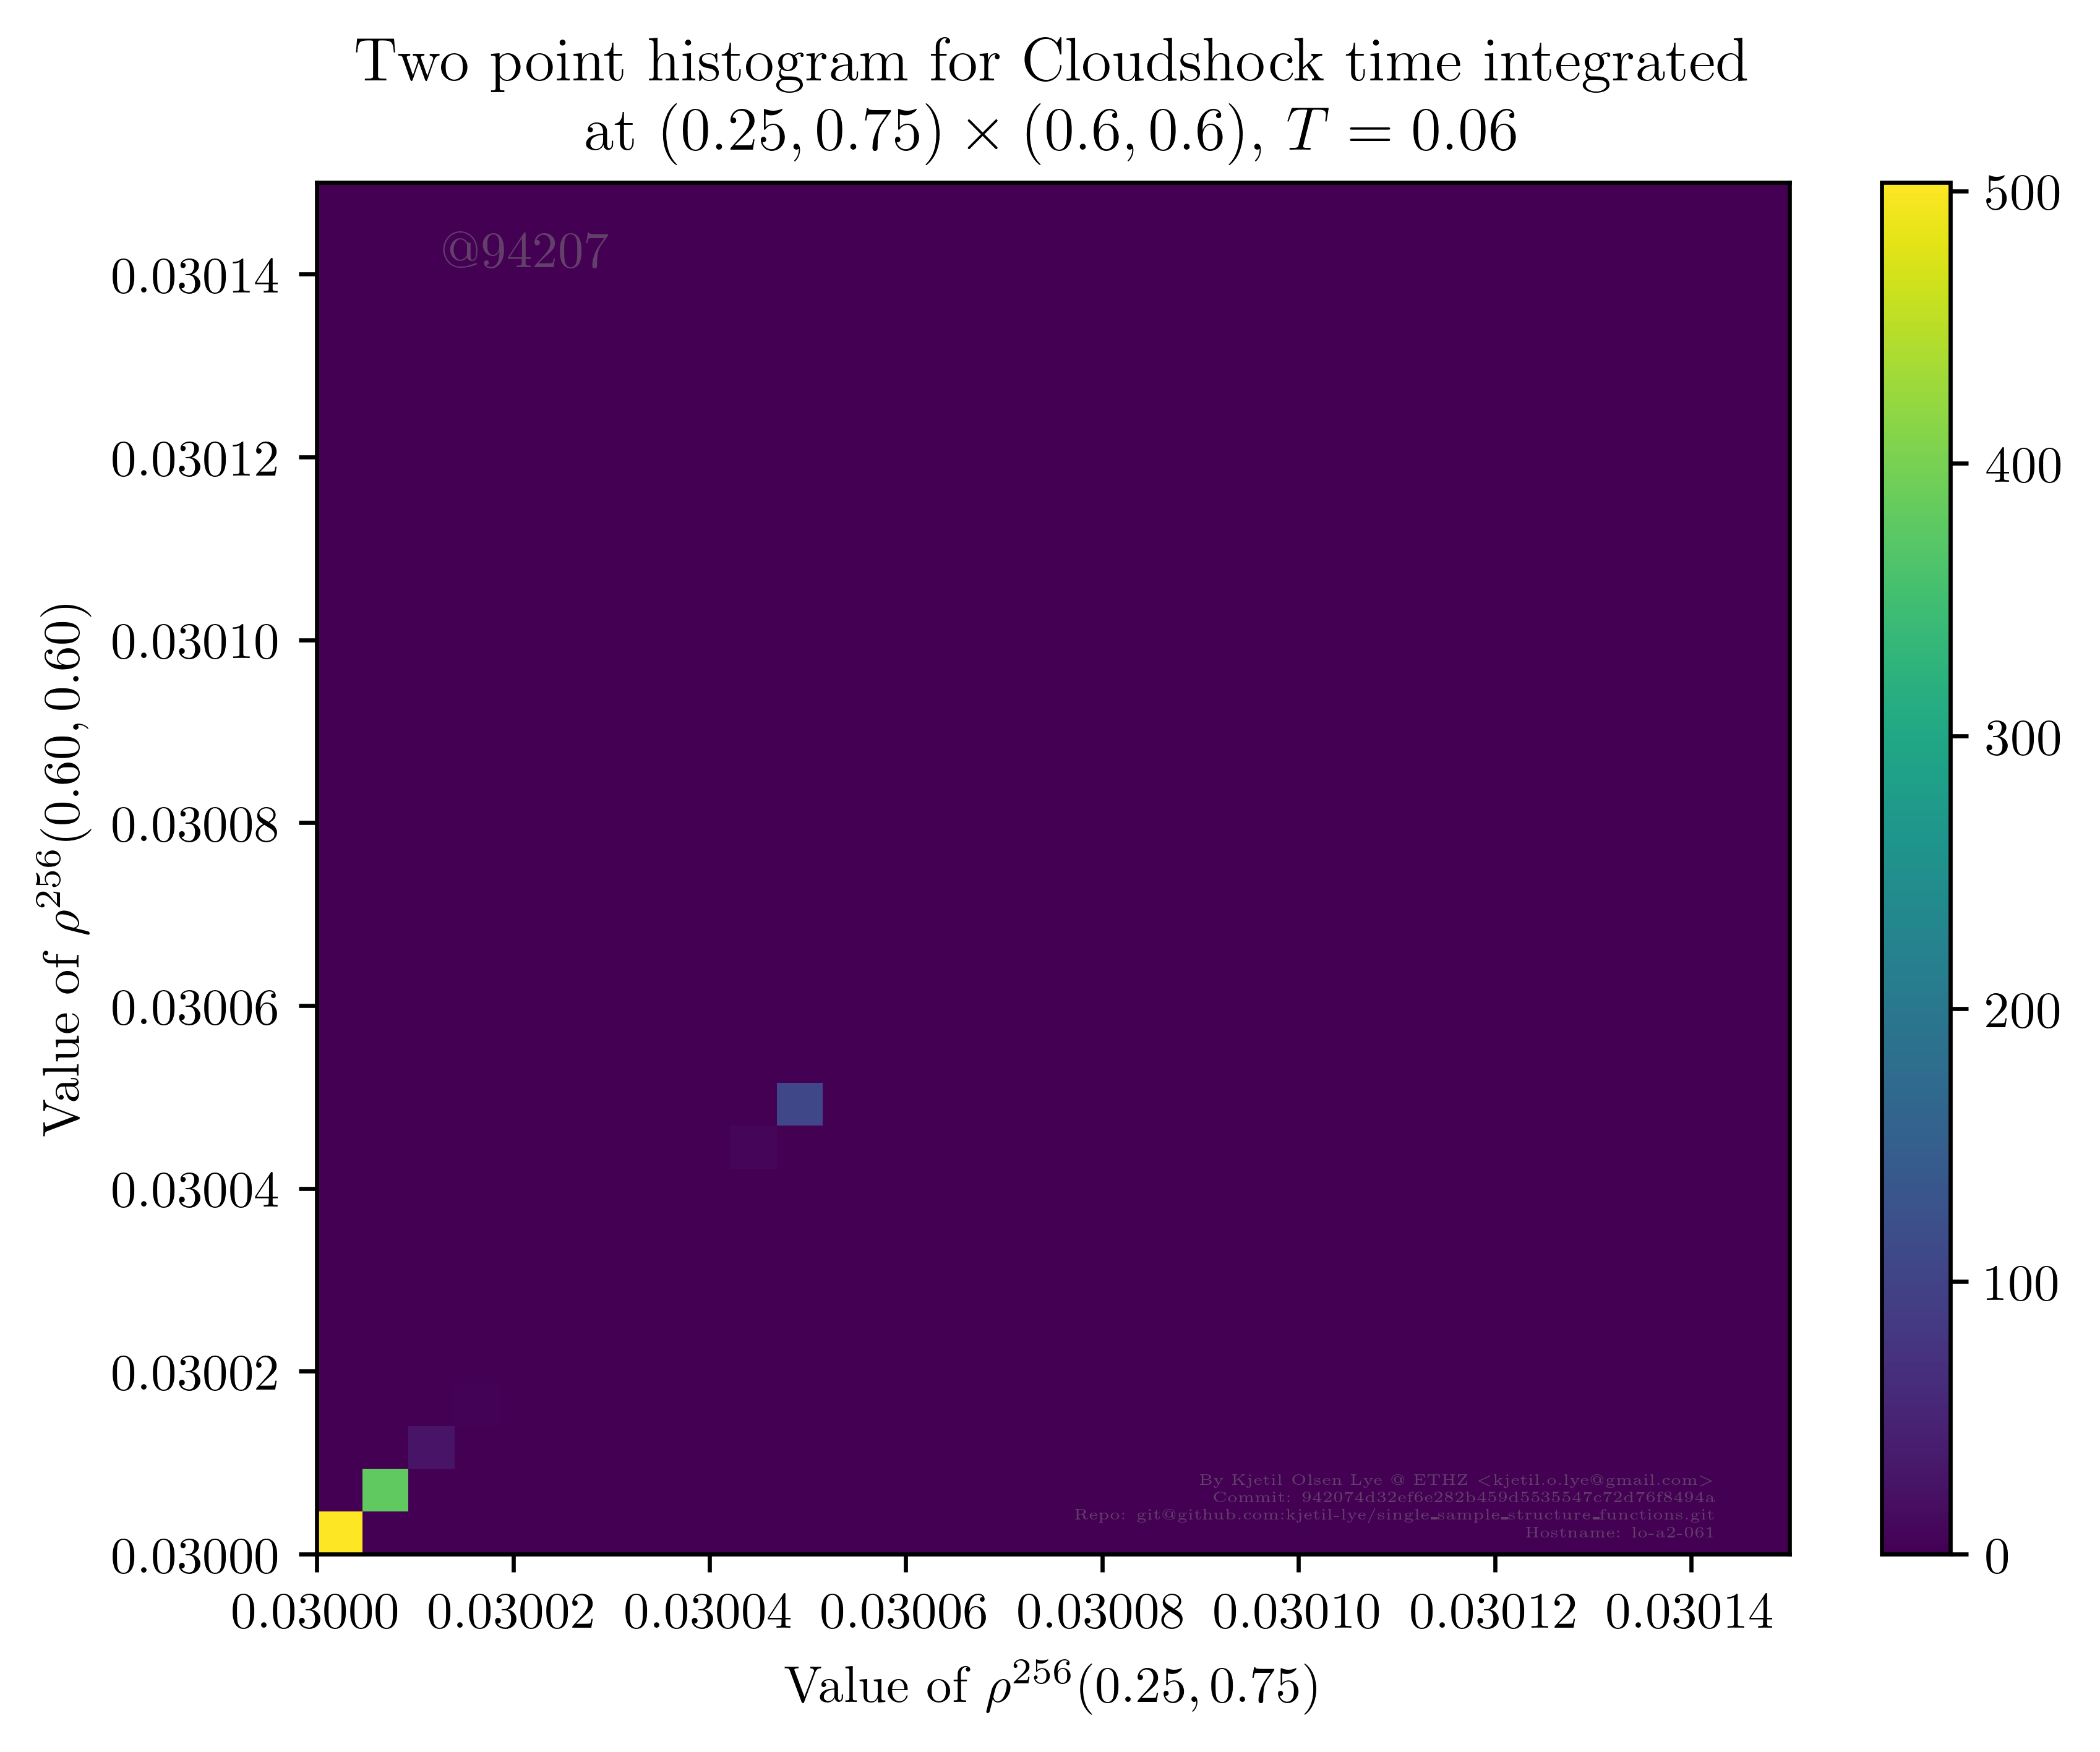 Two point histogram for Cloudshock time integrated
at (0.25, 0.75) × (0.6, 0.6), T = 0.06
@94207
0.03014
0.03012
0.03010
0.03008
0.03006
0.03004
0.03002
0.03000
Value of ρ²⁵⁶(0.60, 0.60)
500
400
300
200
100
0
By Kjetil Olsen Lye @ ETHZ <kjetil.o.lye@gmail.com>
Commit: 942074d32ef6e282b459d5535547c72d76f8494a
Repo: git@github.com:kjetil-lye/single_sample_structure_functions.git
Hostname: lo-a2-061
0.03000 0.03002 0.03004 0.03006 0.03008 0.03010 0.03012 0.03014
Value of ρ²⁵⁶(0.25, 0.75)